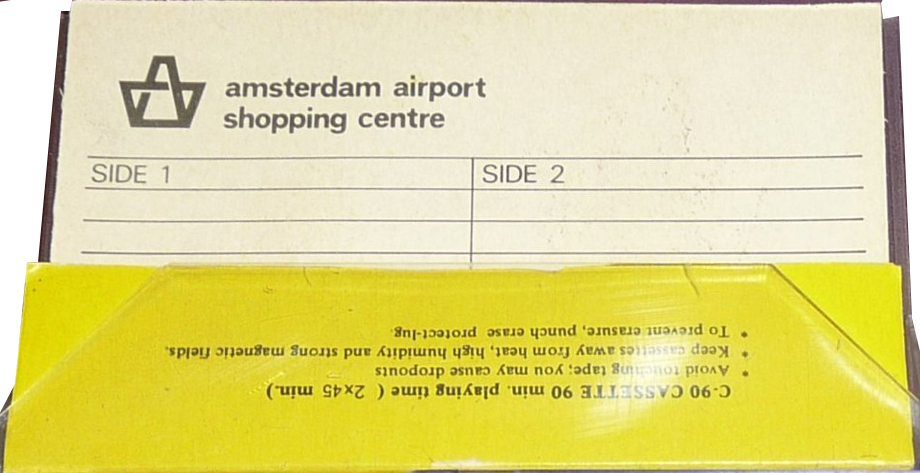 amsterdam airport
shopping centre
SIDE 1
SIDE 2
C-90 CASSETTE 90 min. playing time ( 2x45 min.)
• Avoid touching tape; you may cause dropouts
• Keep cassettes away from heat, high humidity and strong magnetic fields.
• To prevent erasure, punch erase protect-lug.